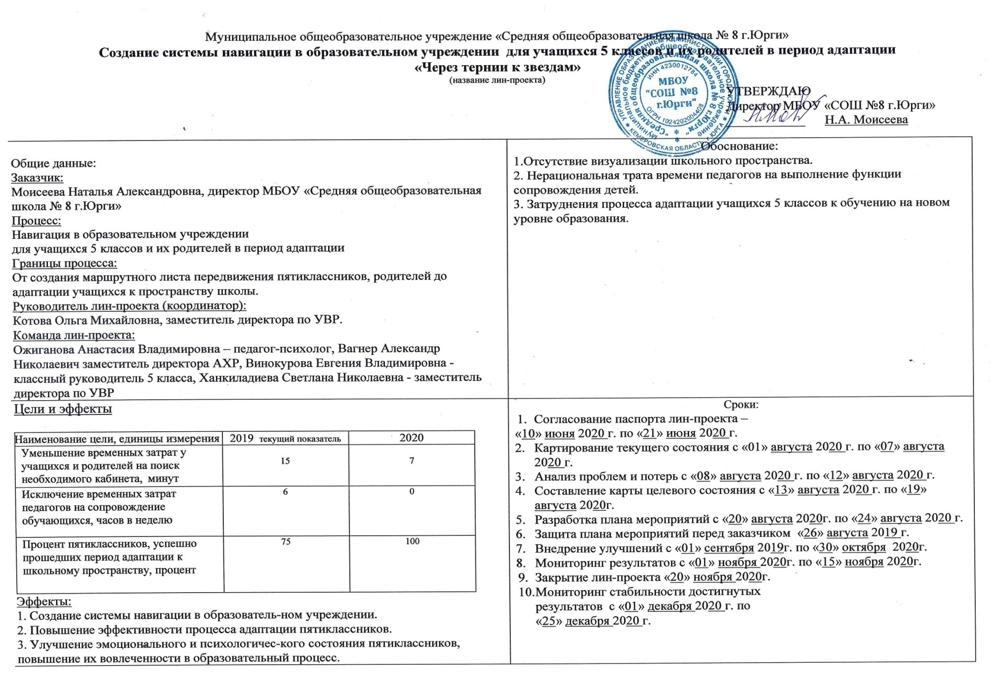 Муниципальное общеобразовательное учреждение «Средняя общеобразовательная школа № 8 г.Юрги»
Создание системы навигации в образовательном учреждении для учащихся 5 классов и их родителей в период адаптации
«Через тернии к звездам»
(название лин-проекта)
УПРАВЛЕНИЕ ОБРАЗОВАНИЕМ АДМИНИСТРАЦИИ ГОРОДА ЮРГИ
КЕМЕРОВСКАЯ ОБЛАСТЬ, Г. ЮРГА
муниципальное бюджетное общеобразовательное учреждение
"Средняя общеобразовательная школа № 8 г.Юрги"
ИНН 4230012784
МБОУ
"СОШ №8
г.Юрги"
ОГРН 1024202004408
УТВЕРЖДАЮ
Директор МБОУ «СОШ №8 г.Юрги»
Н.А. Моисеева
Общие данные:
Заказчик:
Моисеева Наталья Александровна, директор МБОУ «Средняя общеобразовательная
школа № 8 г.Юрги»
Процесс:
Навигация в образовательном учреждении
для учащихся 5 классов и их родителей в период адаптации
Границы процесса:
От создания маршрутного листа передвижения пятиклассников, родителей до
адаптации учащихся к пространству школы.
Руководитель лин-проекта (координатор):
Котова Ольга Михайловна, заместитель директора по УВР.
Команда лин-проекта:
Ожиганова Анастасия Владимировна – педагог-психолог, Вагнер Александр
Николаевич заместитель директора АХР, Винокурова Евгения Владимировна -
классный руководитель 5 класса, Ханкиладиева Светлана Николаевна - заместитель
директора по УВР
Обоснование:
1.Отсутствие визуализации школьного пространства.
2. Нерациональная трата времени педагогов на выполнение функции
сопровождения детей.
3. Затруднения процесса адаптации учащихся 5 классов к обучению на новом
уровне образования.
Цели и эффекты
Наименование цели, единицы измерения 2019 текущий показатель 2020
Уменьшение временных затрат у
учащихся и родителей на поиск 15 7
необходимого кабинета, минут
Исключение временных затрат 6 0
педагогов на сопровождение
обучающихся, часов в неделю
Процент пятиклассников, успешно 75 100
прошедших период адаптации к
школьному пространству, процент
Эффекты:
1. Создание системы навигации в образователь-ном учреждении.
2. Повышение эффективности процесса адаптации пятиклассников.
3. Улучшение эмоционального и психологичес-кого состояния пятиклассников,
повышение их вовлеченности в образовательный процесс.
Сроки:
1. Согласование паспорта лин-проекта –
«10» июня 2020 г. по «21» июня 2020 г.
2. Картирование текущего состояния с «01» августа 2020 г. по «07» августа
2020 г.
3. Анализ проблем и потерь с «08» августа 2020 г. по «12» августа 2020 г.
4. Составление карты целевого состояния с «13» августа 2020 г. по «19»
августа 2020г.
5. Разработка плана мероприятий с «20» августа 2020г. по «24» августа 2020 г.
6. Защита плана мероприятий перед заказчиком «26» августа 2019 г.
7. Внедрение улучшений с «01» сентября 2019г. по «30» октября 2020г.
8. Мониторинг результатов с «01» ноября 2020г. по «15» ноября 2020г.
9. Закрытие лин-проекта «20» ноября 2020г.
10.Мониторинг стабильности достигнутых
результатов с «01» декабря 2020 г. по
«25» декабря 2020 г.